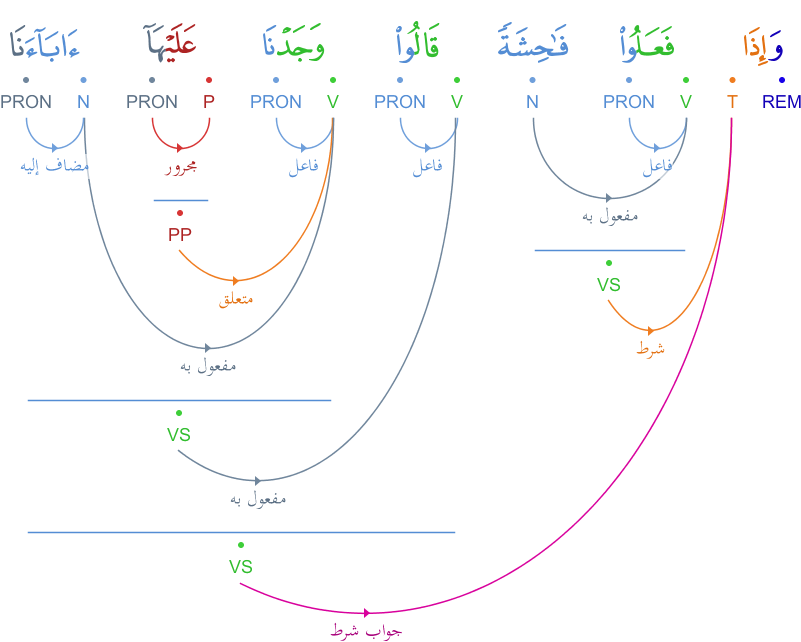 وَإِذَا فَعَلُوا۟ فَـٰحِشَةً قَالُوا۟ وَجَدْنَا عَلَيْهَآ ءَابَآءَنَا
PRON N PRON P PRON V PRON V N PRON V T REM
مضاف إليه مجرور فاعل فاعل فاعل
مفعول به
PP
VS
متعلق
شرط
مفعول به
VS
مفعول به
VS
جواب شرط